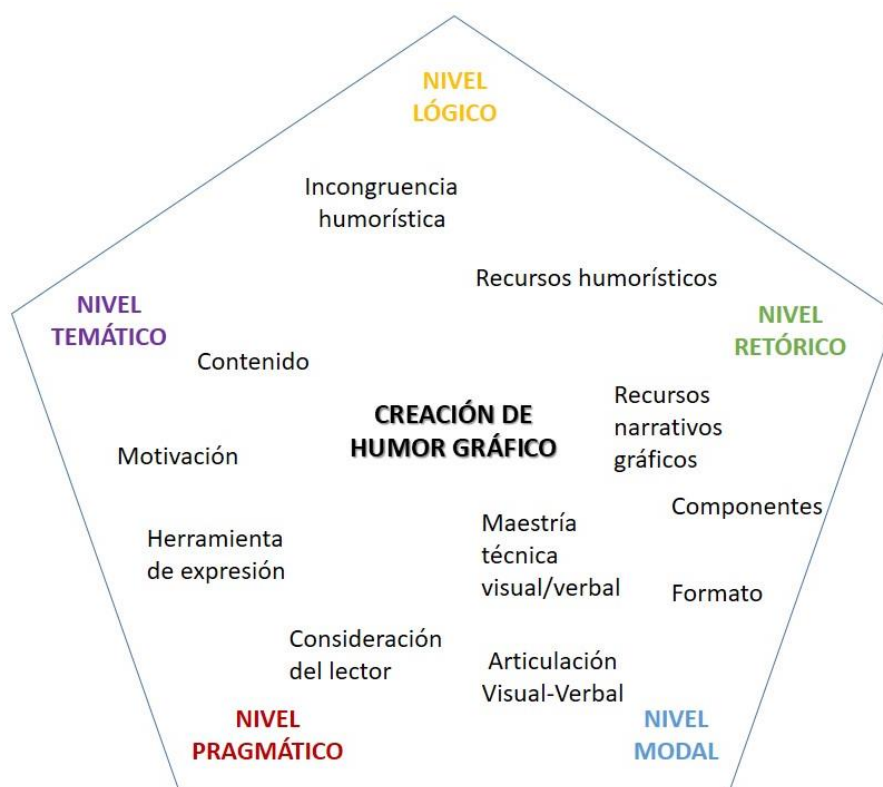 NIVEL
LÓGICO
Incongruencia
humorística
Recursos humorísticos
NIVEL
TEMÁTICO
NIVEL
RETÓRICO
Contenido
CREACIÓN DE
HUMOR GRÁFICO
Recursos
narrativos
gráficos
Motivación
Componentes
Herramienta
de expresión
Maestría
técnica
visual/verbal
Formato
Consideración
del lector
Articulación
Visual-Verbal
NIVEL
PRAGMÁTICO
NIVEL
MODAL